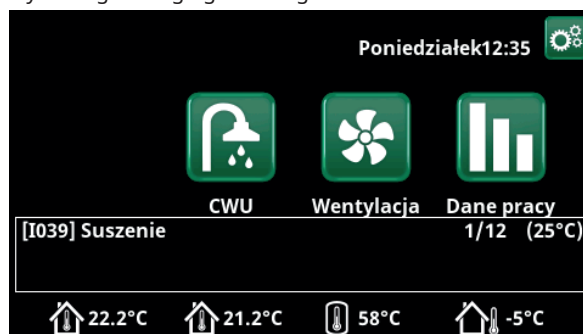 Poniedziałek12:35
CWU Wentylacja Dane pracy
[I039] Suszenie 1/12 (25°C)
22.2°C 21.2°C 58°C -5°C